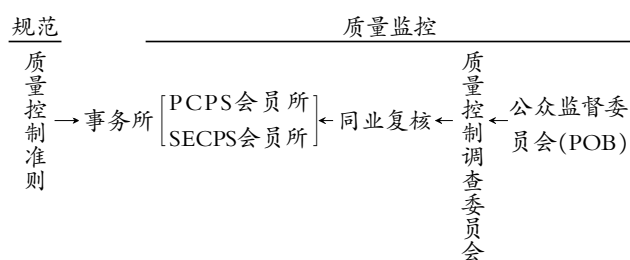 规范
质量监控
质量控制准则
事务所
PCPS会员所
SECPS会员所
同业复核
质量控制调查委员会
公众监督委
员会(POB)